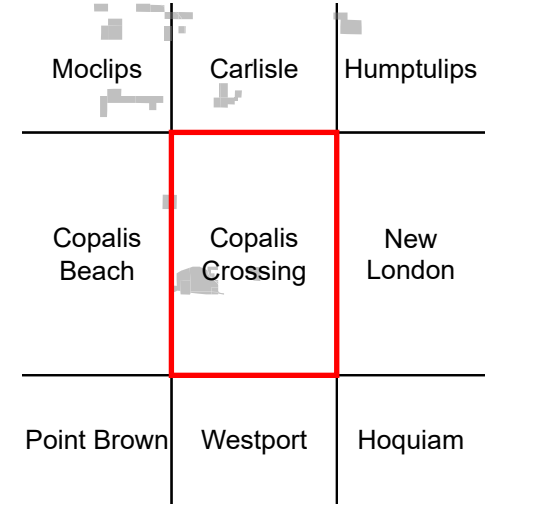 Moclips
Carlisle
Humptulips
Copalis
Beach
Copalis
Crossing
New
London
Point Brown
Westport
Hoquiam